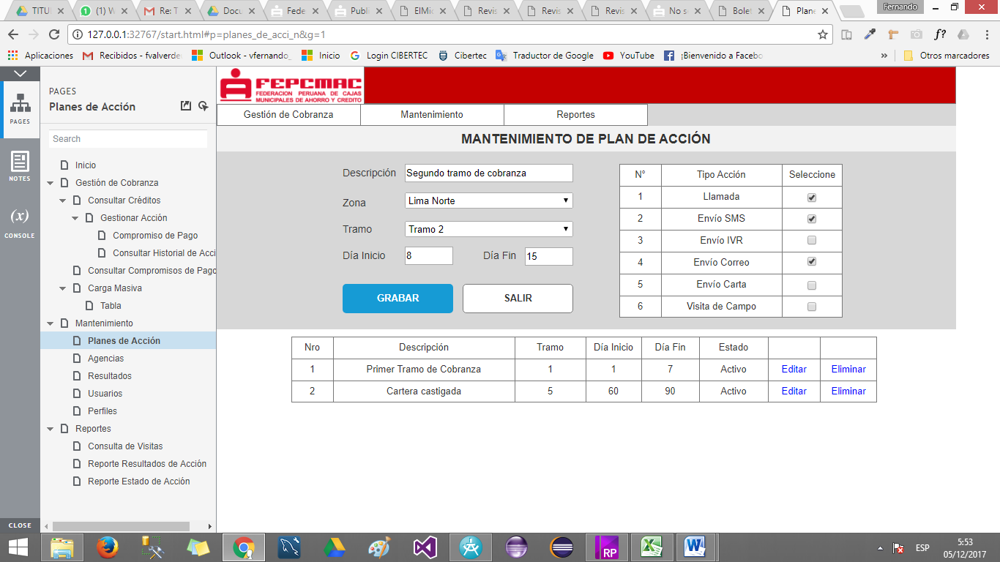 TITUI
(1) W
Re: T
Docu
Fede
Publi
ElMic
Revis
Revis
Revis
No se
Bolet
Plane
Fernando
127.0.0.1:32767/start.html#p=planes_de_acci_n&g=1
Aplicaciones
Recibidos - fvalverde
Outlook - vfernando_
Inicio
Login CIBERTEC
Cibertec
Traductor de Google
YouTube
¡Bienvenido a Facebo
»
Otros marcadores
PAGES
NOTES
(x)
CONSOLE
CLOSE
PAGES
Planes de Acción
Search
Inicio
Gestión de Cobranza
Consultar Créditos
Gestionar Acción
Compromiso de Pago
Consultar Historial de Acci
Consultar Compromisos de Pago
Carga Masiva
Tabla
Mantenimiento
Planes de Acción
Agencias
Resultados
Usuarios
Perfiles
Reportes
Consulta de Visitas
Reporte Resultados de Acción
Reporte Estado de Acción
FEPCMAC
FEDERACION PERUANA DE CAJAS
MUNICIPALES DE AHORRO Y CREDITO
Gestión de Cobranza Mantenimiento Reportes
MANTENIMIENTO DE PLAN DE ACCIÓN
Descripción Segundo tramo de cobranza
Zona Lima Norte
Tramo Tramo 2
Día Inicio 8 Día Fin 15
GRABAR SALIR
N° Tipo Acción Seleccione
1 Llamada
2 Envío SMS
3 Envío IVR
4 Envío Correo
5 Envío Carta
6 Visita de Campo
Nro Descripción Tramo Día Inicio Día Fin Estado
1 Primer Tramo de Cobranza 1 1 7 Activo Editar Eliminar
2 Cartera castigada 5 60 90 Activo Editar Eliminar
RP
ESP
5:53
05/12/2017